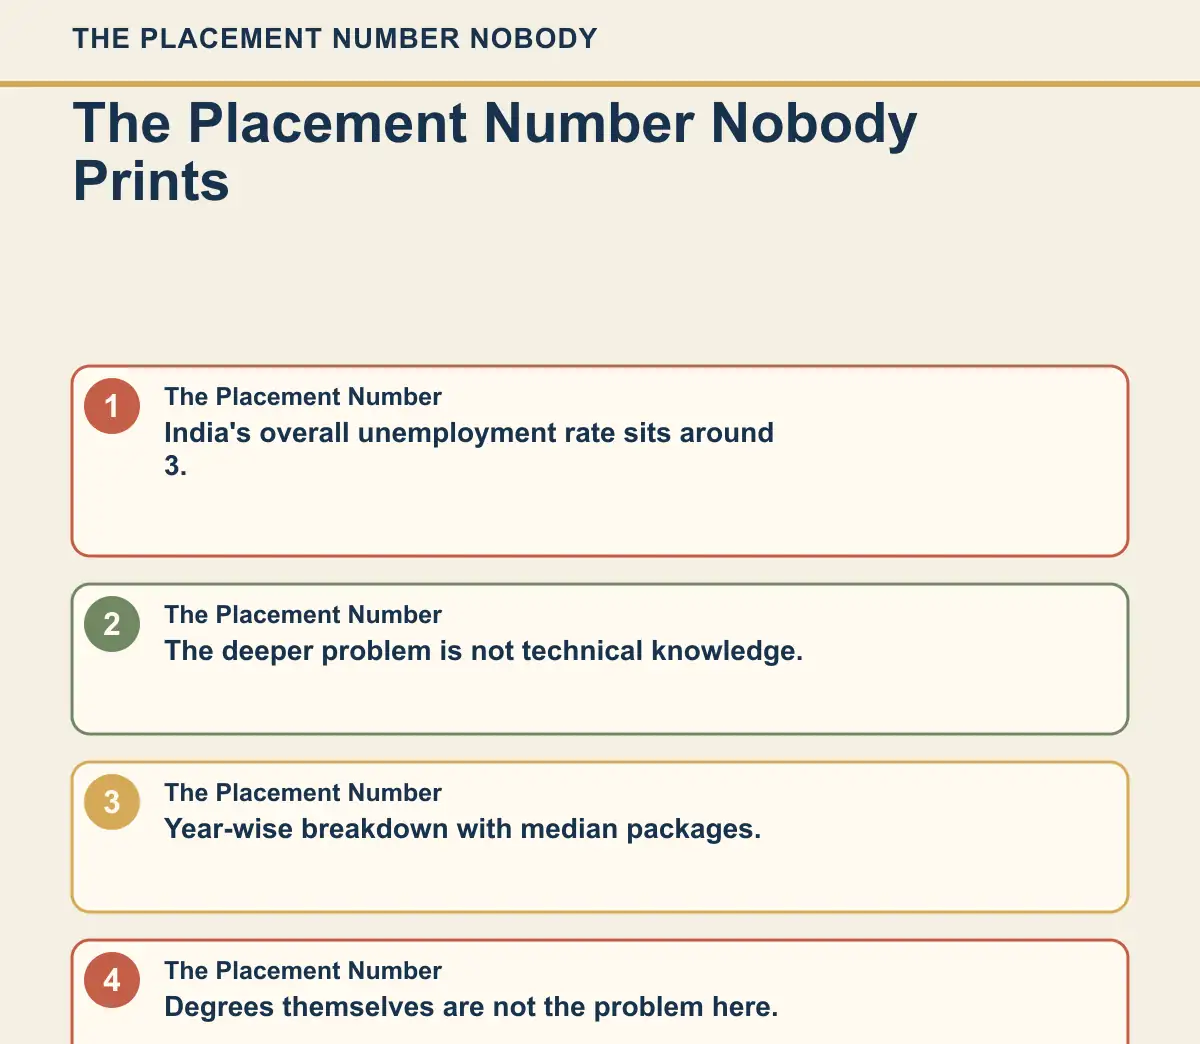 THE PLACEMENT NUMBER NOBODY
The Placement Number Nobody
Prints
1
The Placement Number
India's overall unemployment rate sits around
3.
2
The Placement Number
The deeper problem is not technical knowledge.
3
The Placement Number
Year-wise breakdown with median packages.
4
The Placement Number
Degrees themselves are not the problem here.